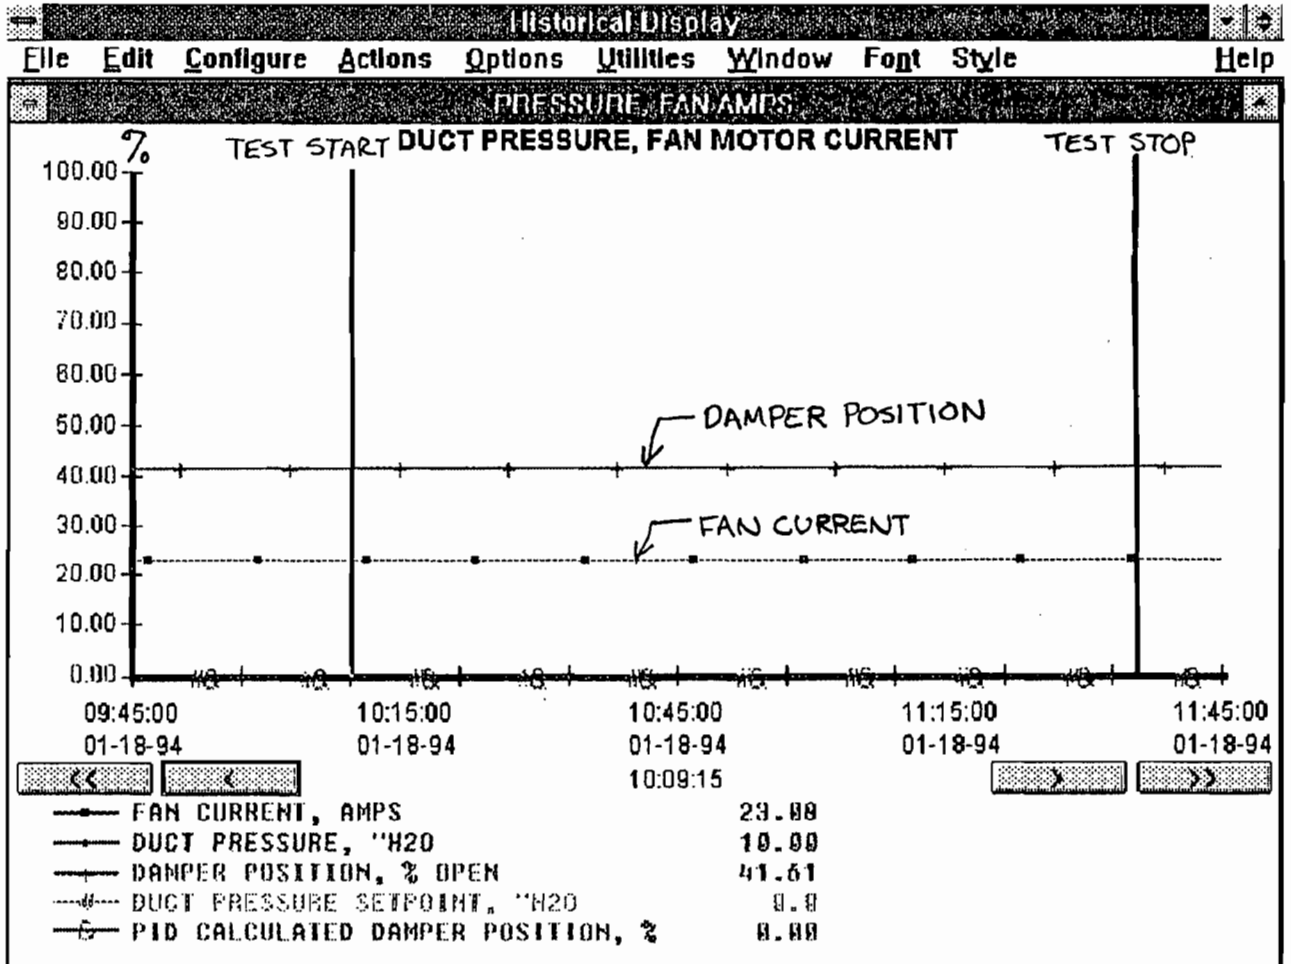 Historical Display
File Edit Configure Actions Options Utilities Window Font Style Help
PRESSURE, FAN AMPS
% TEST START DUCT PRESSURE, FAN MOTOR CURRENT TEST STOP
100.00
90.00
80.00
70.00
60.00
50.00
DAMPER POSITION
40.00
30.00
FAN CURRENT
20.00
10.00
0.00
09:45:00 10:15:00 10:45:00 11:15:00 11:45:00
01-18-94 01-18-94 01-18-94 01-18-94 01-18-94
<< < 10:09:15 > >>
FAN CURRENT, AMPS 23.00
DUCT PRESSURE, "H2O 10.00
DAMPER POSITION, % OPEN 41.61
DUCT PRESSURE SETPOINT, "H2O 0.0
PID CALCULATED DAMPER POSITION, % 0.00